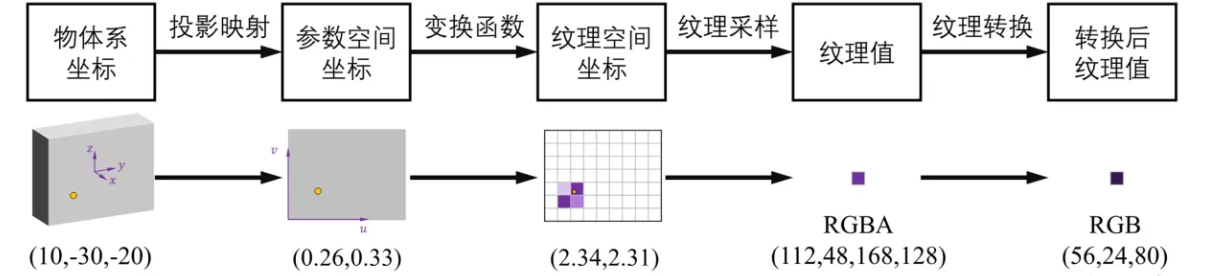 物体系
坐标
投影映射
参数空间
坐标
变换函数
纹理空间
坐标
纹理采样
纹理值
纹理转换
转换后
纹理值
z
y
x
v
u
(10,-30,-20)
(0.26,0.33)
(2.34,2.31)
RGBA
(112,48,168,128)
RGB
(56,24,80)